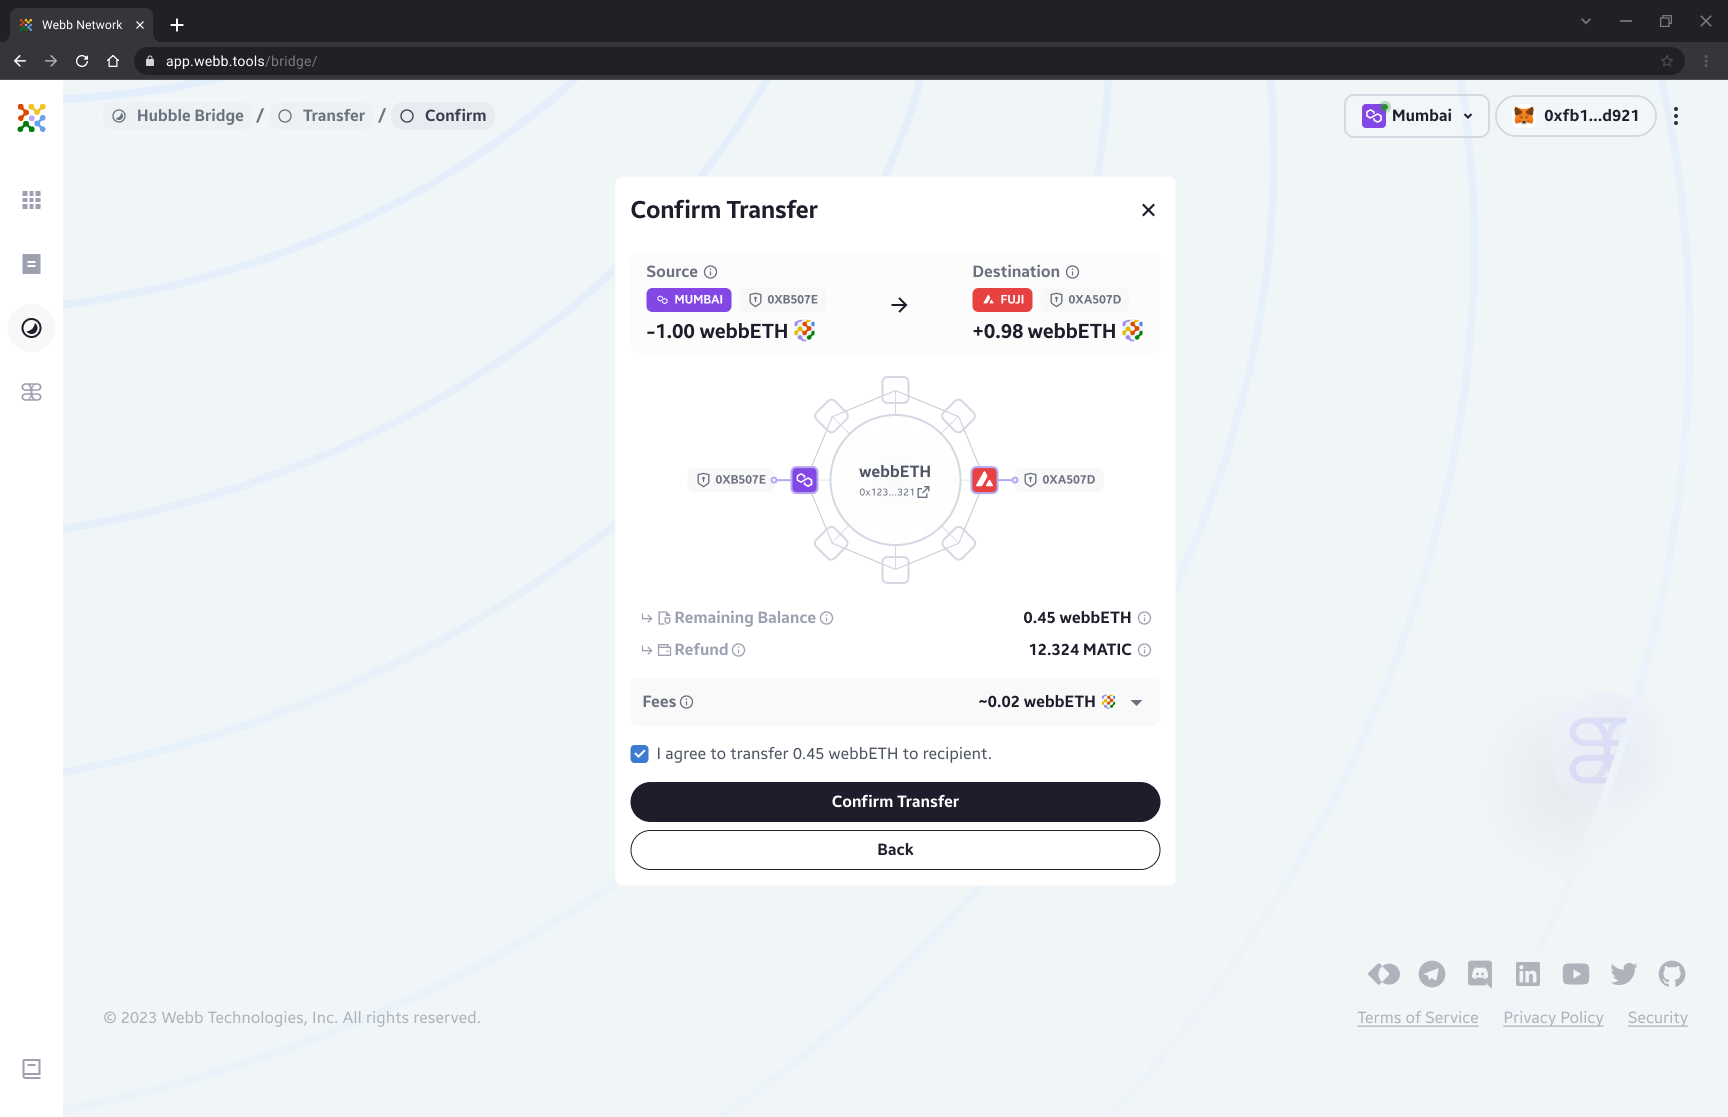 Webb Network
app.webb.tools/bridge/
Hubble Bridge / Transfer / Confirm
Mumbai
0xfb1...d921
Confirm Transfer
Source
Destination
MUMBAI 0XB507E
FUJI 0XA507D
-1.00 webbETH
+0.98 webbETH
webbETH
0XB507E
0XA507D
0x123...321
Remaining Balance 0.45 webbETH
Refund 12.324 MATIC
Fees ~0.02 webbETH
I agree to transfer 0.45 webbETH to recipient.
Confirm Transfer
Back
© 2023 Webb Technologies, Inc. All rights reserved.
Terms of Service Privacy Policy Security